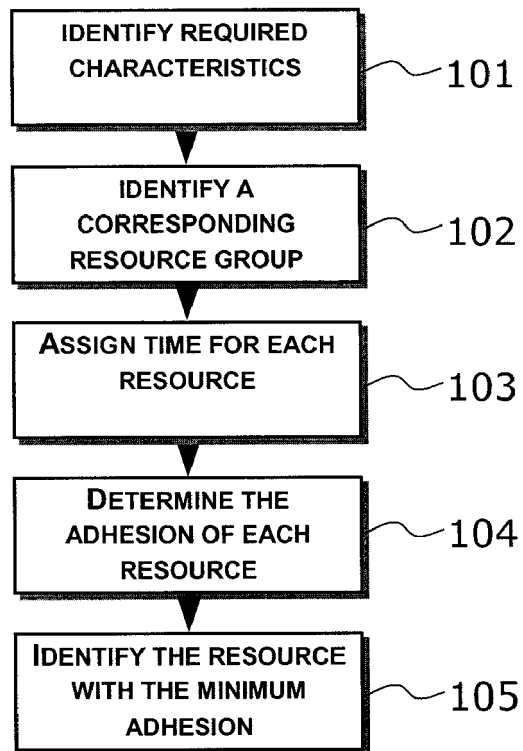 IDENTIFY REQUIRED
CHARACTERISTICS
101
IDENTIFY A
CORRESPONDING
RESOURCE GROUP
102
ASSIGN TIME FOR EACH
RESOURCE
103
DETERMINE THE
ADHESION OF EACH
RESOURCE
104
IDENTIFY THE RESOURCE
WITH THE MINIMUM
ADHESION
105